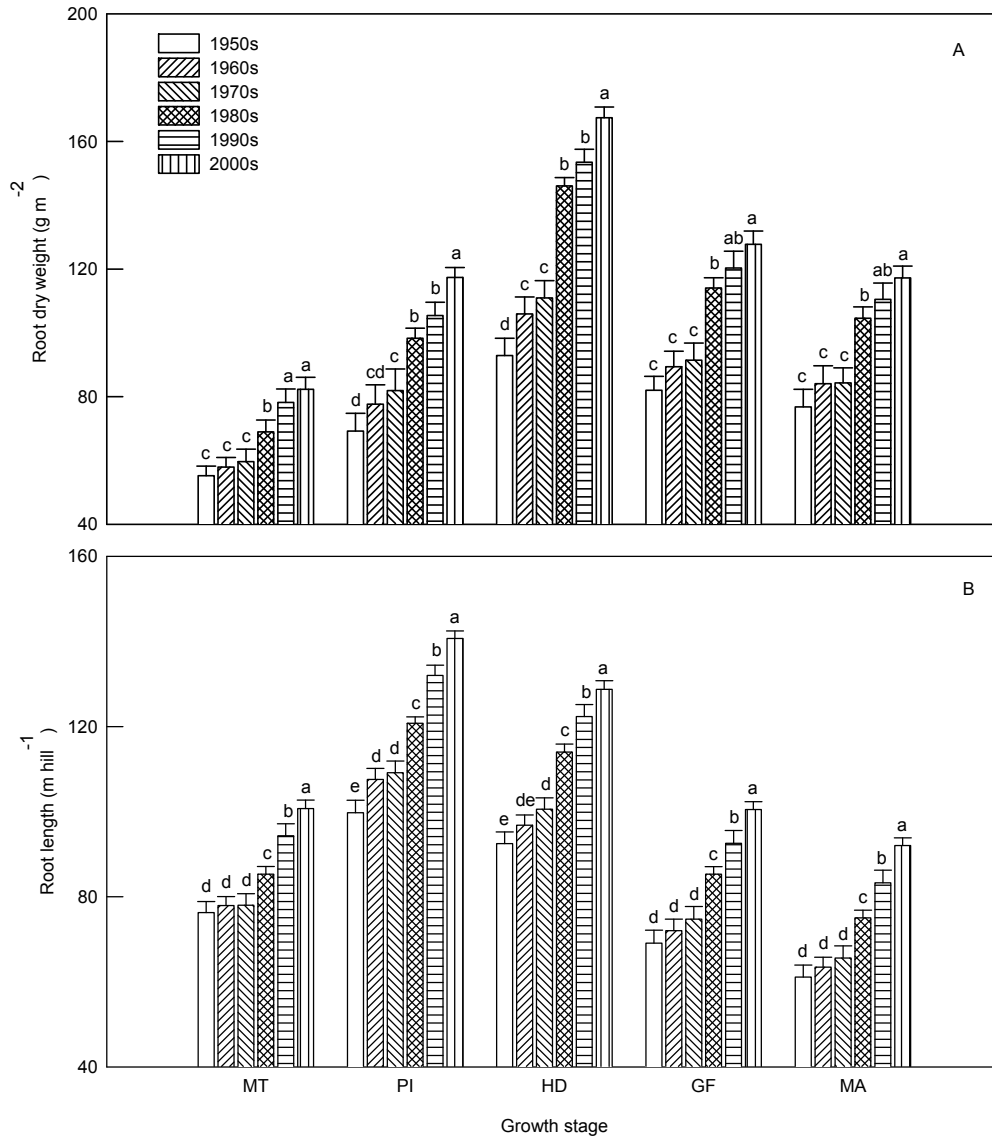 200
A
1950s
1960s
1970s
1980s
1990s
2000s
160
120
80
40
Root dry weight (g m-2)
c c c b a a
d cd c b b a
d c c b b a
c c c b ab a
c c c b ab a
160
B
120
80
40
Root length (m hill-1)
d d d c b a
e d d c b a
e de d c b a
d d d c b a
d d d c b a
MT PI HD GF MA
Growth stage